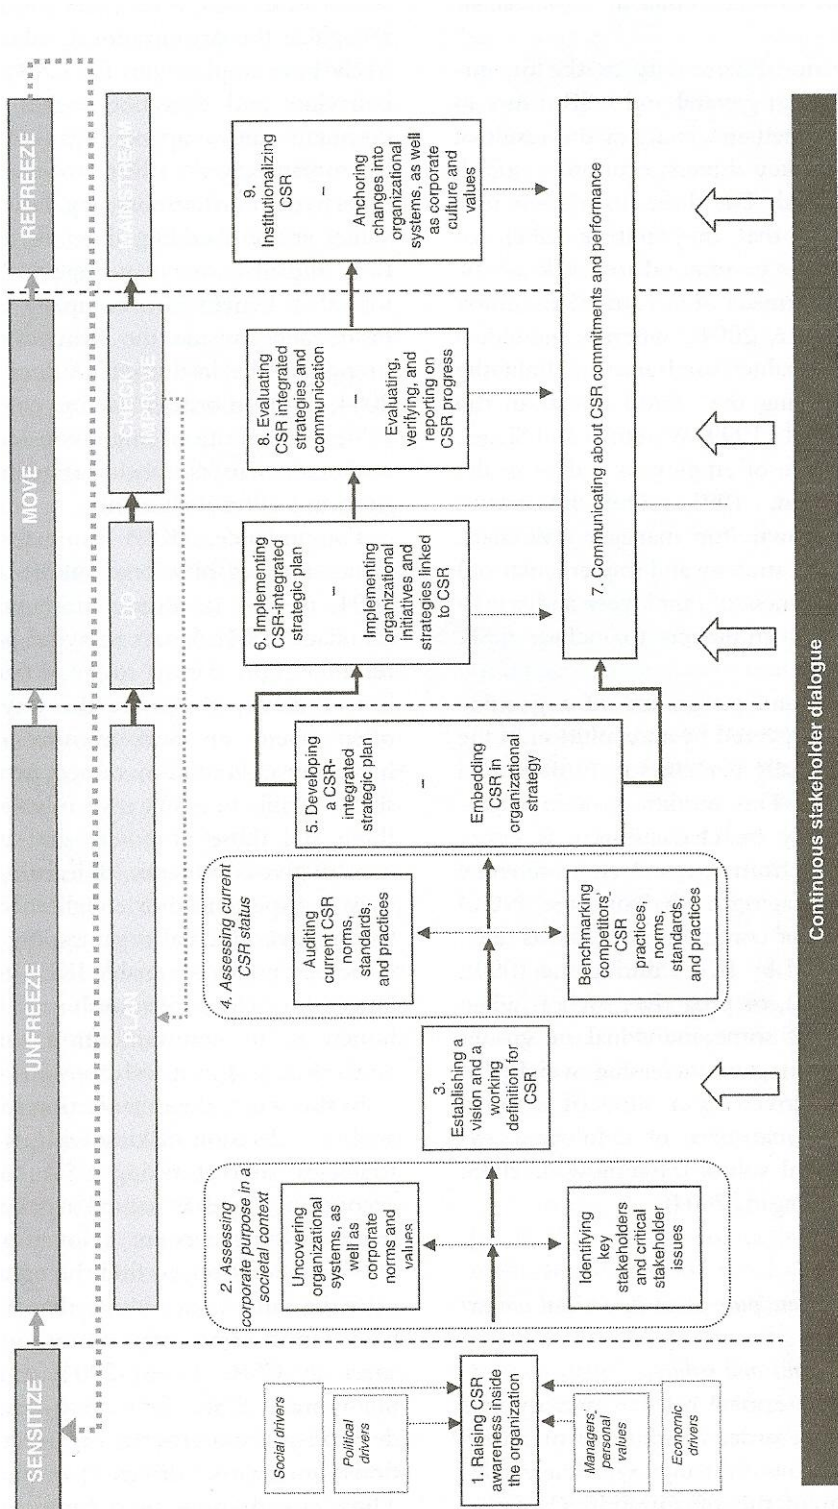 SENSITIZE
UNFREEZE
MOVE
REFREEZE
PLAN
DO
Social drivers
Political
drivers
1. Raising CSR
awareness inside
the organization
Managers'
personal
values
Economic
drivers
2. Assessing
corporate purpose in a
societal context
Uncovering
organizational
systems, as
well as
corporate
norms and
values
Identifying
key
stakeholders
and critical
stakeholder
issues
3.
Establishing a
vision and a
working
definition for
CSR
4. Assessing current
CSR status
Auditing
current CSR
norms,
standards,
and practices
Benchmarking
competitors'
CSR
practices,
norms,
standards,
and practices
5. Developing
a CSR-
integrated
strategic plan
–
Embedding
CSR in
organizational
strategy
6. Implementing
CSR-integrated
strategic plan
–
Implementing
organizational
initiatives and
strategies linked
to CSR
8. Evaluating
CSR integrated
strategies and
communication
–
Evaluating,
verifying, and
reporting on
CSR progress
9.
Institutionalizing
CSR
–
Anchoring
changes into
organizational
systems, as well
as corporate
culture and
values
7. Communicating about CSR commitments and performance
Continuous stakeholder dialogue